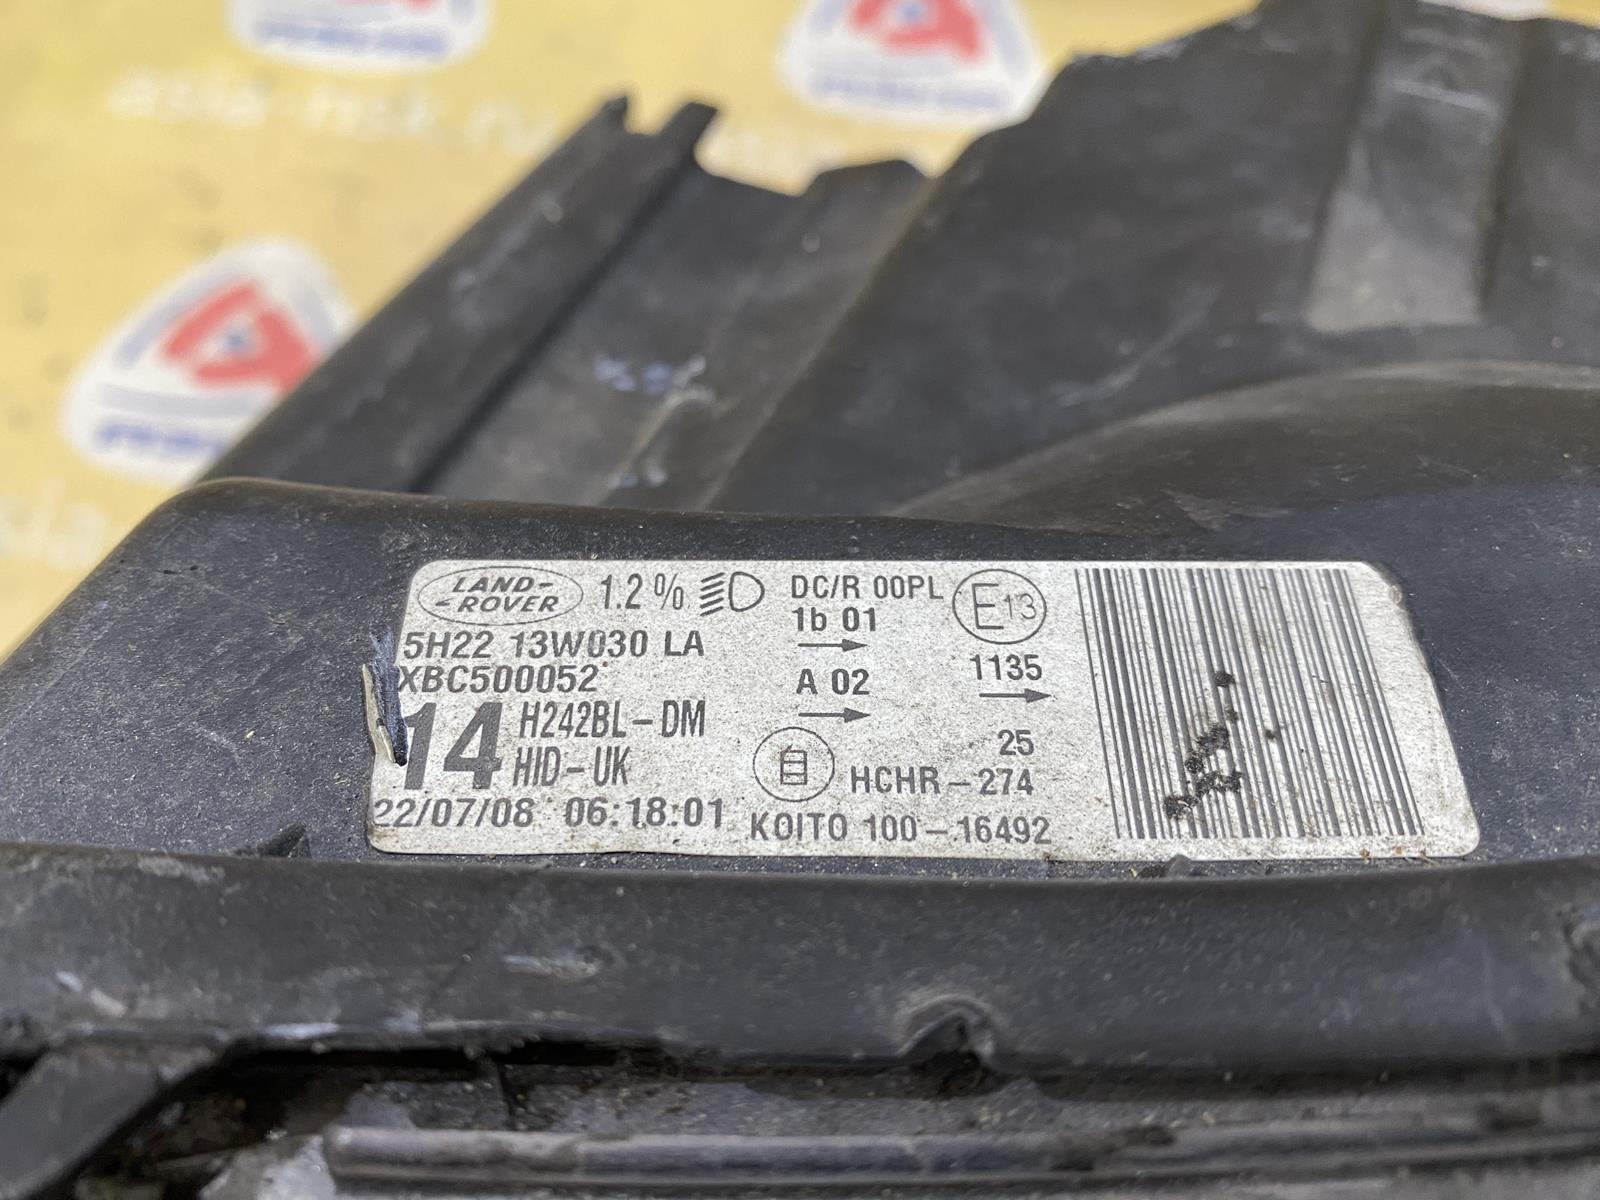 LAND-
-ROVER
1.2%
5H22 13W030 LA
XBC500052
14
H242BL-DM
HID-UK
22/07/08 06:18:01
DC/R 00PL
1b 01
A 02
E13
1135
25
HCHR-274
KOITO 100-16492